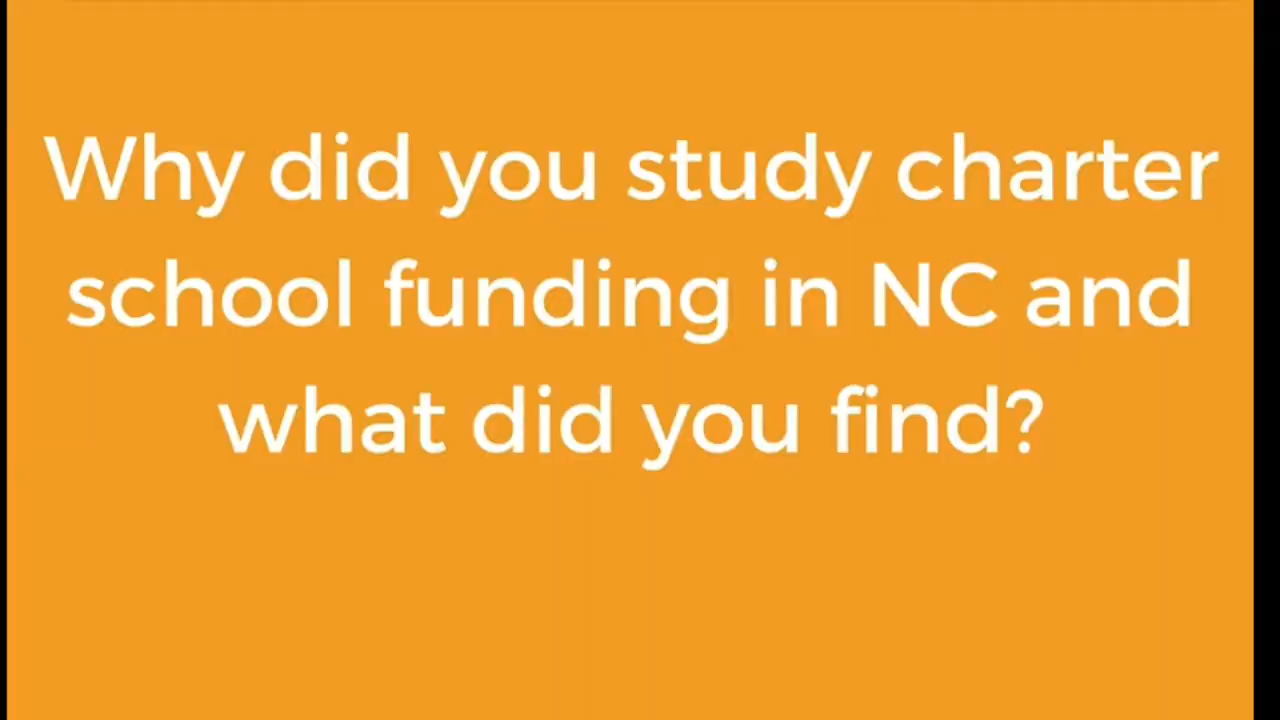 Why did you study charter
school funding in NC and
what did you find?